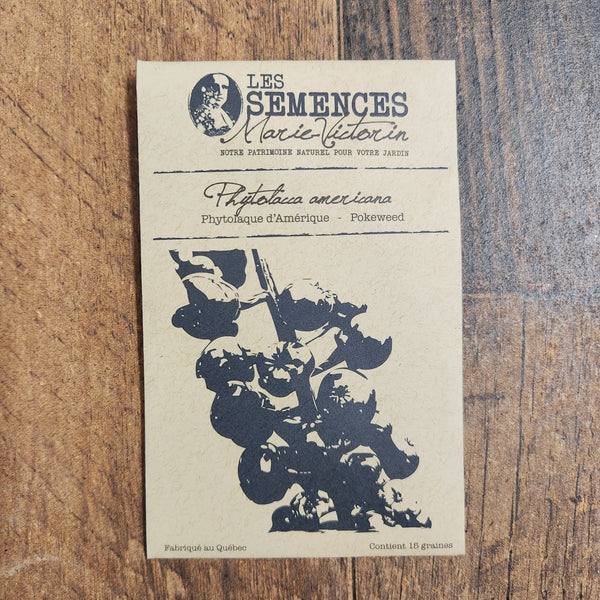 LES
SEMENCES
Marie-Victorin
NOTRE PATRIMOINE NATUREL POUR VOTRE JARDIN
Phytolacca americana
Phytolaque d'Amérique - Pokeweed
Fabriqué au Québec
Contient 15 graines